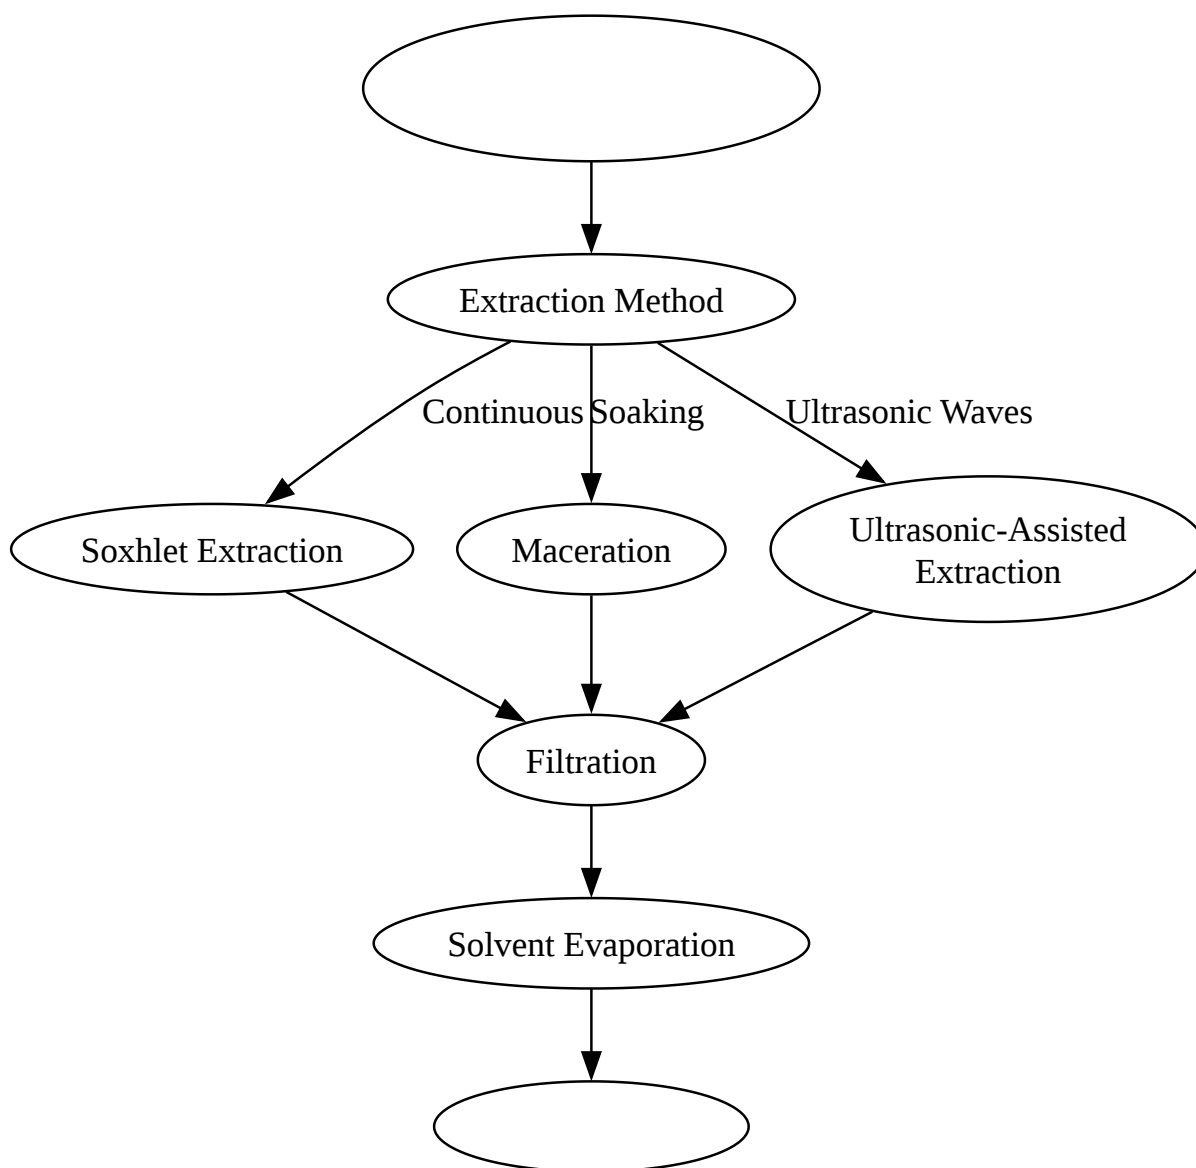 Extraction Method
Continuous
Soaking
Ultrasonic Waves
Soxhlet Extraction
Maceration
Ultrasonic-Assisted
Extraction
Filtration
Solvent Evaporation